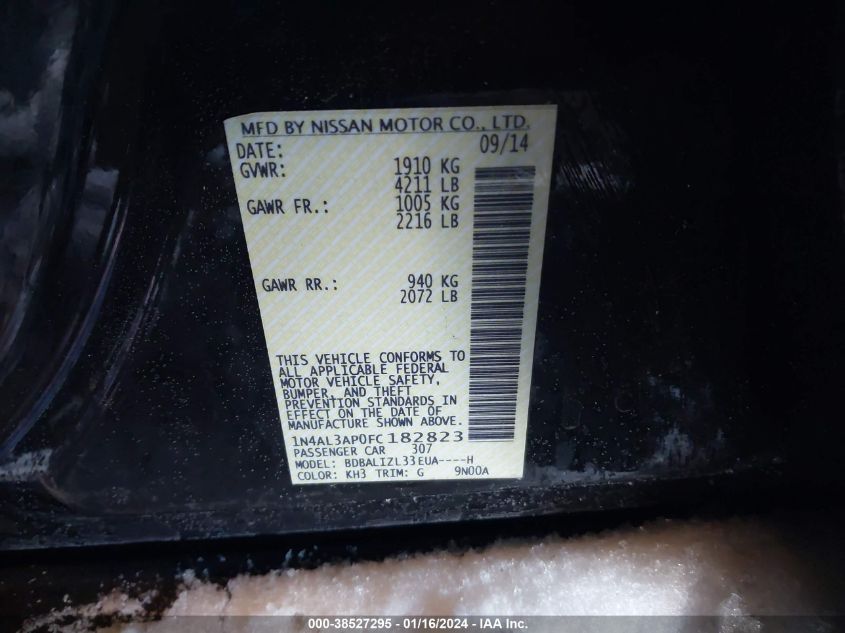 MFD BY NISSAN MOTOR CO., LTD.
DATE: 09/14
GVWR: 1910 KG
4211 LB
GAWR FR.: 1005 KG
2216 LB
GAWR RR.: 940 KG
2072 LB
THIS VEHICLE CONFORMS TO
ALL APPLICABLE FEDERAL
MOTOR VEHICLE SAFETY,
BUMPER, AND THEFT
PREVENTION STANDARDS IN
EFFECT ON THE DATE OF
MANUFACTURE SHOWN ABOVE.
1N4AL3AP0FC182823
PASSENGER CAR 307
MODEL: BDBALIZL33EUA----H
COLOR: KH3 TRIM: G 9N00A
000-38527295 - 01/16/2024 - IAA Inc.